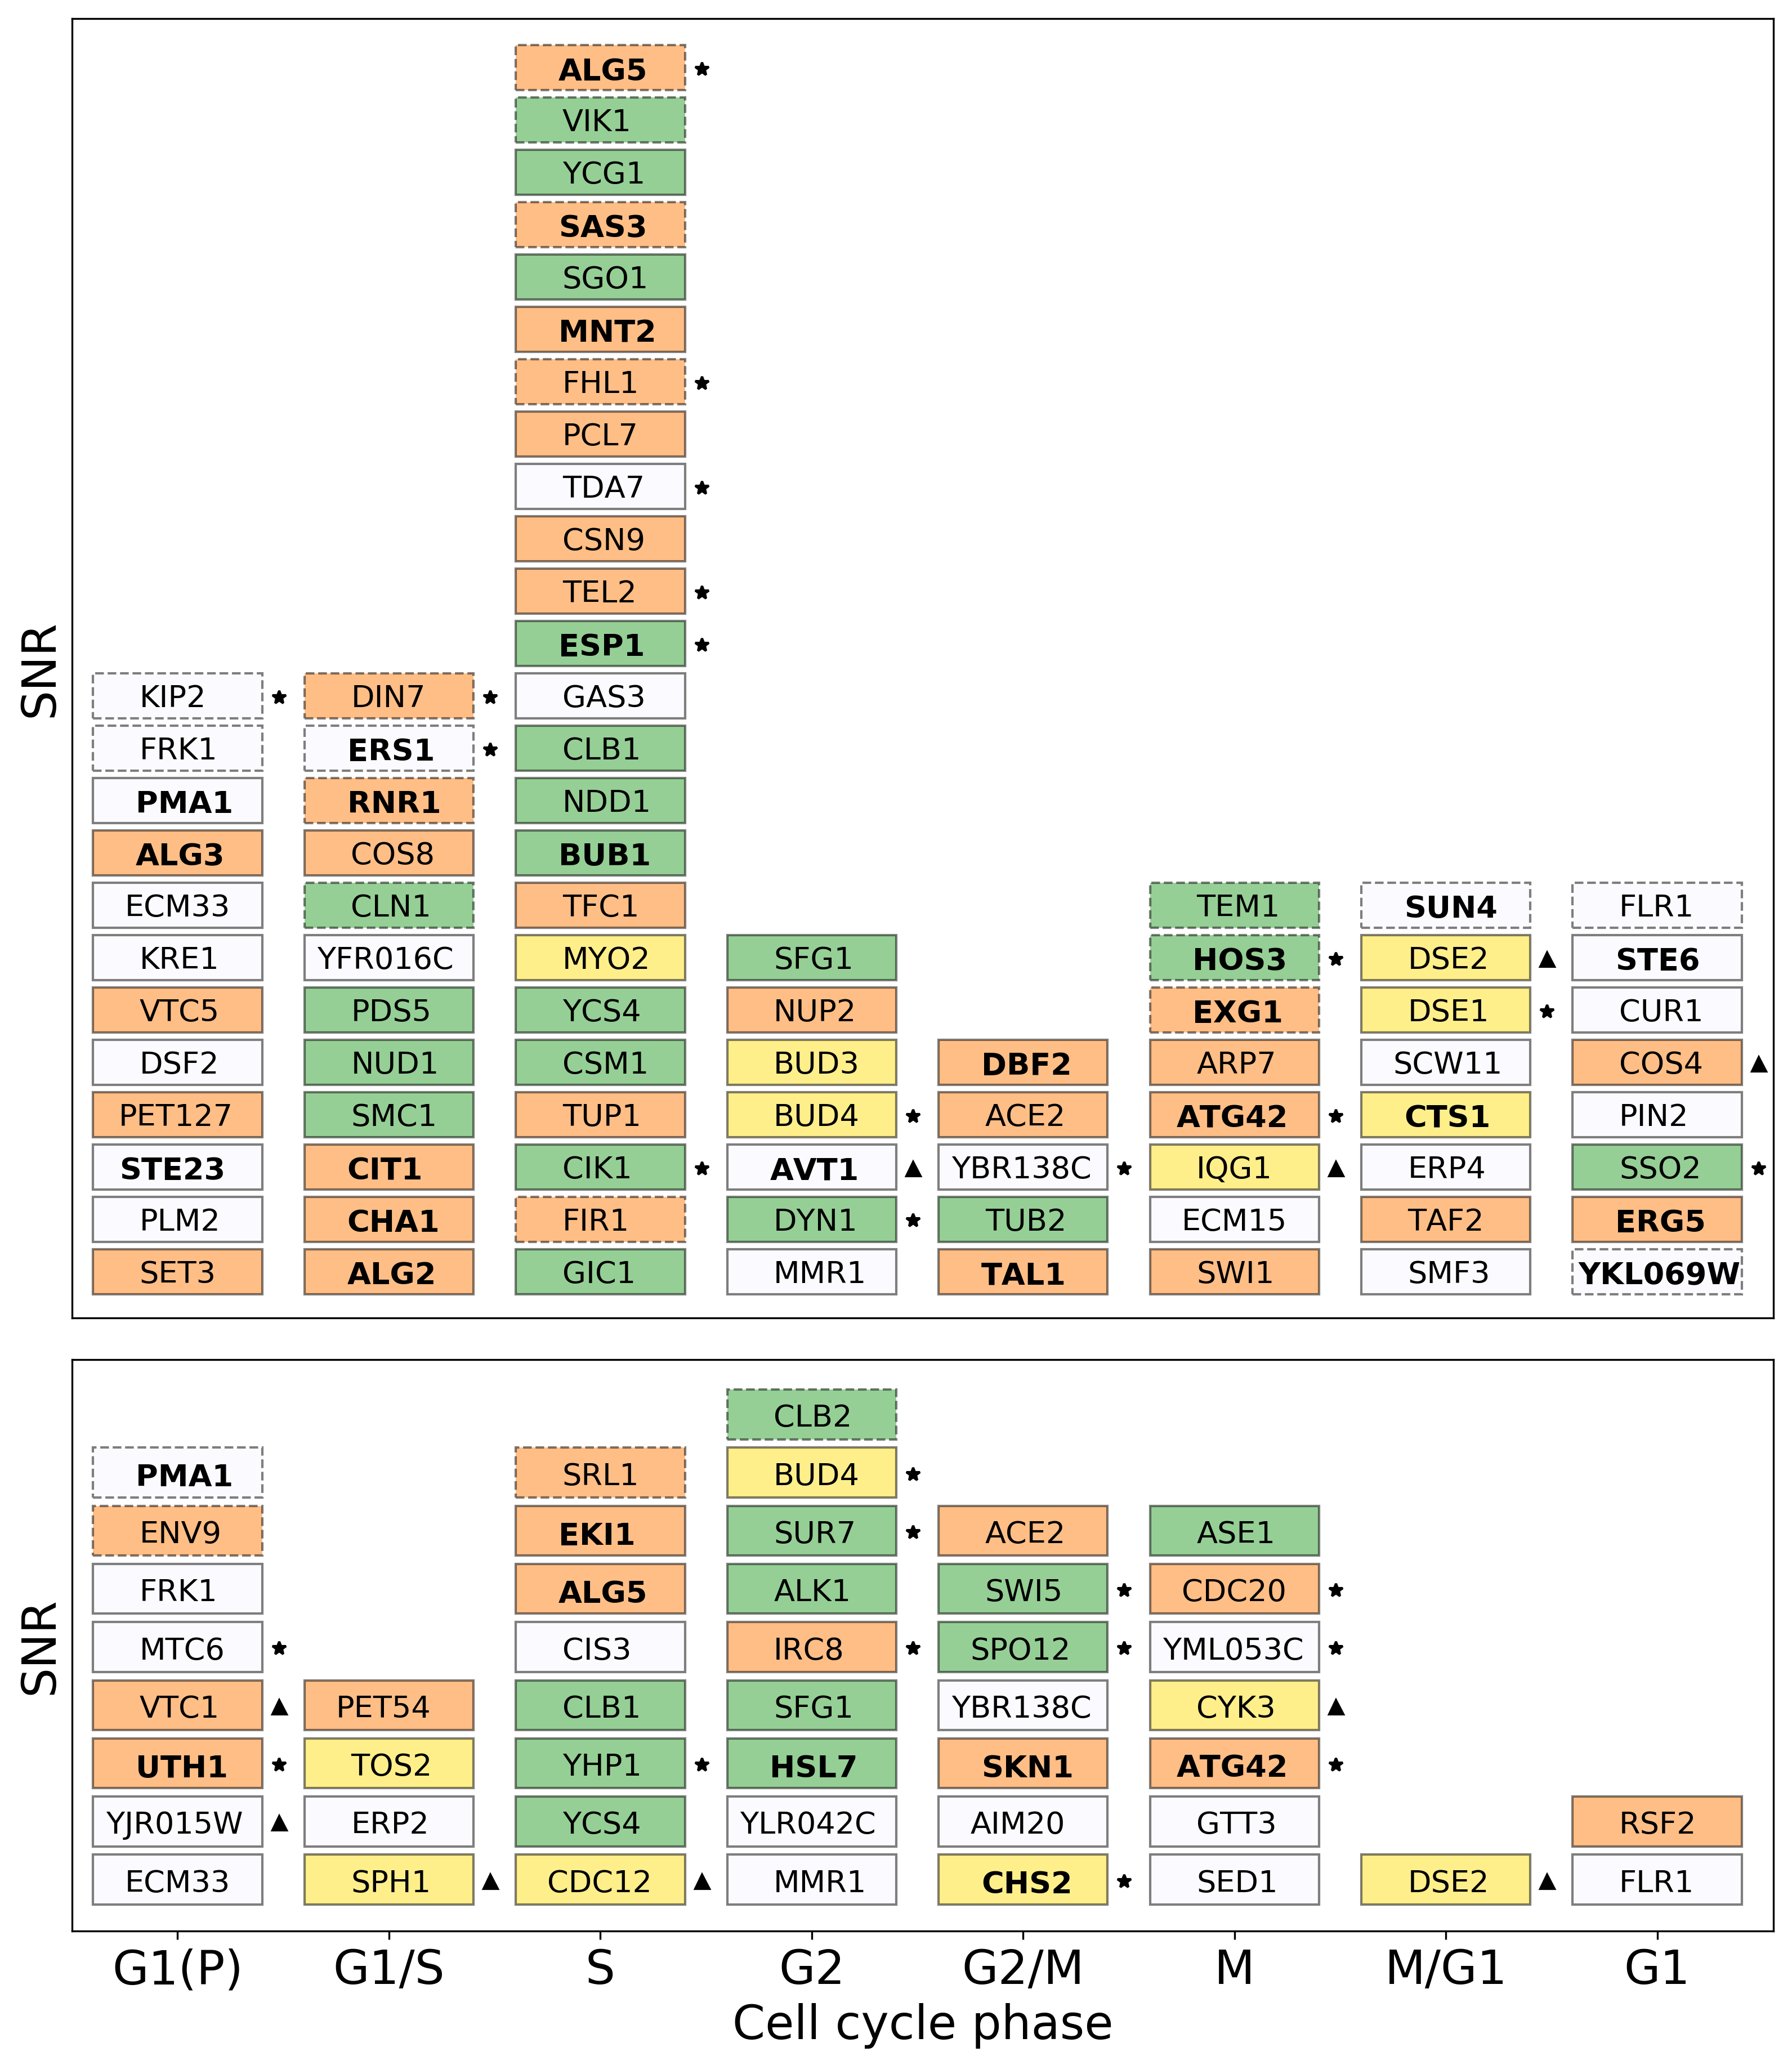 ALG5 ★
VIK1
YCG1
SAS3
SGO1
MNT2
FHL1 ★
PCL7
TDA7 ★
CSN9
TEL2 ★
ESP1 ★
KIP2 ★ DIN7 ★ GAS3
FRK1 ERS1 ★ CLB1
PMA1 RNR1 NDD1
ALG3 COS8 BUB1
ECM33 CLN1 TFC1 TEM1 SUN4 FLR1
KRE1 YFR016C MYO2 SFG1 HOS3 ★ DSE2 ▲ STE6
VTC5 PDS5 YCS4 NUP2 EXG1 DSE1 ★ CUR1
DSF2 NUD1 CSM1 BUD3 DBF2 ARP7 SCW11 COS4 ▲
PET127 SMC1 TUP1 BUD4 ★ ACE2 ATG42 ★ CTS1 PIN2
STE23 CIT1 CIK1 ★ AVT1 ▲ YBR138C ★ IQG1 ▲ ERP4 SSO2 ★
PLM2 CHA1 FIR1 DYN1 ★ TUB2 ECM15 TAF2 ERG5
SET3 ALG2 GIC1 MMR1 TAL1 SWI1 SMF3 YKL069W
SNR
CLB2
PMA1 SRL1 BUD4 ★
ENV9 EKI1 SUR7 ★ ACE2 ASE1
FRK1 ALG5 ALK1 SWI5 ★ CDC20 ★
MTC6 ★ CIS3 IRC8 ★ SPO12 ★ YML053C ★
VTC1 ▲ PET54 CLB1 SFG1 YBR138C CYK3 ▲
UTH1 ★ TOS2 YHP1 ★ HSL7 SKN1 ATG42 ★
YJR015W ▲ ERP2 YCS4 YLR042C AIM20 GTT3 RSF2
ECM33 SPH1 ▲ CDC12 ▲ MMR1 CHS2 ★ SED1 DSE2 ▲ FLR1
SNR
G1(P) G1/S S G2 G2/M M M/G1 G1
Cell cycle phase